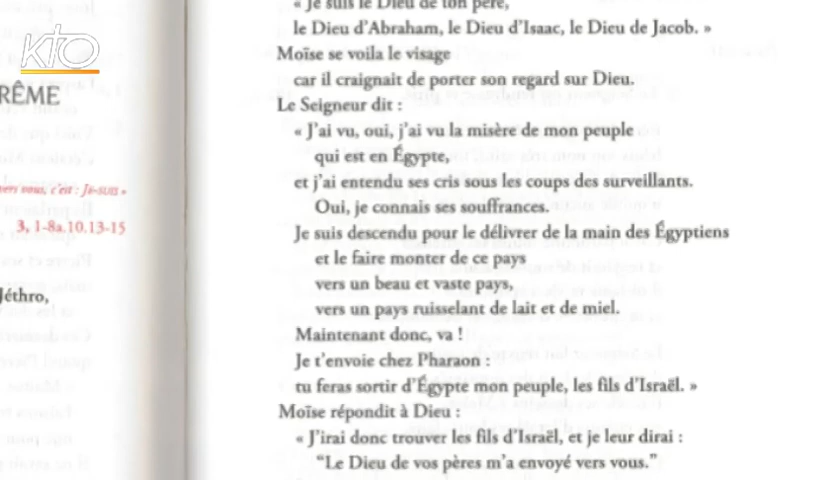 kto
RÊME
vers vous, c'est : JE-SUIS »
3, 1-8a.10.13-15
Jéthro,
« Je suis le Dieu de ton père,
le Dieu d'Abraham, le Dieu d'Isaac, le Dieu de Jacob. »
Moïse se voila le visage
car il craignait de porter son regard sur Dieu.
Le Seigneur dit :
« J'ai vu, oui, j'ai vu la misère de mon peuple
qui est en Égypte,
et j'ai entendu ses cris sous les coups des surveillants.
Oui, je connais ses souffrances.
Je suis descendu pour le délivrer de la main des Égyptiens
et le faire monter de ce pays
vers un beau et vaste pays,
vers un pays ruisselant de lait et de miel.
Maintenant donc, va !
Je t'envoie chez Pharaon :
tu feras sortir d'Égypte mon peuple, les fils d'Israël. »
Moïse répondit à Dieu :
« J'irai donc trouver les fils d'Israël, et je leur dirai :
“Le Dieu de vos pères m'a envoyé vers vous.”